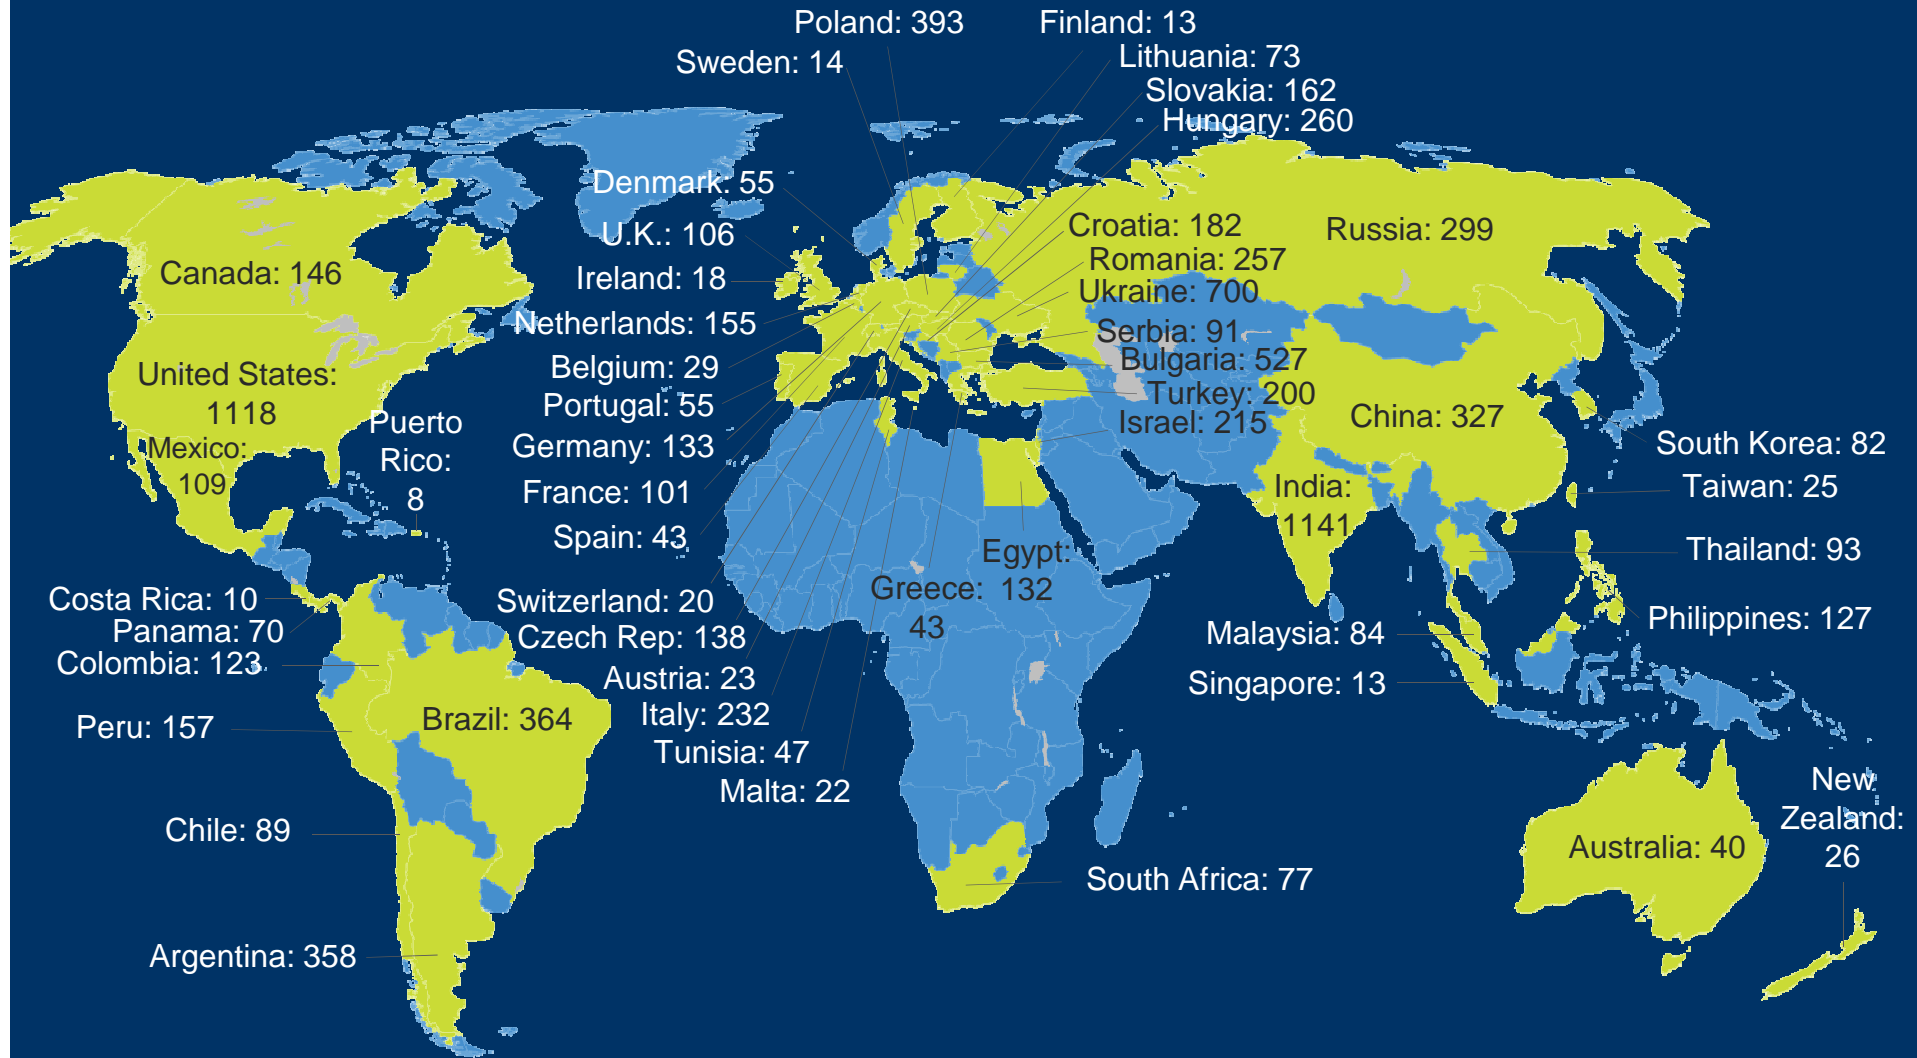 Poland: 393
Finland: 13
Sweden: 14
Lithuania: 73
Slovakia: 162
Hungary: 260
Denmark: 55
U.K.: 106
Croatia: 182
Russia: 299
Romania: 257
Canada: 146
Ireland: 18
Ukraine: 700
Netherlands: 155
Serbia: 91
Bulgaria: 527
Belgium: 29
United States:
1118
Turkey: 200
Portugal: 55
Israel: 215
China: 327
Puerto
Rico:
8
Mexico:
109
Germany: 133
South Korea: 82
France: 101
India:
1141
Taiwan: 25
Spain: 43
Egypt:
132
Thailand: 93
Greece:
43
Costa Rica: 10
Switzerland: 20
Panama: 70
Czech Rep: 138
Malaysia: 84
Philippines: 127
Colombia: 123
Austria: 23
Singapore: 13
Peru: 157
Brazil: 364
Italy: 232
Tunisia: 47
Malta: 22
New
Zealand:
26
Chile: 89
Australia: 40
South Africa: 77
Argentina: 358